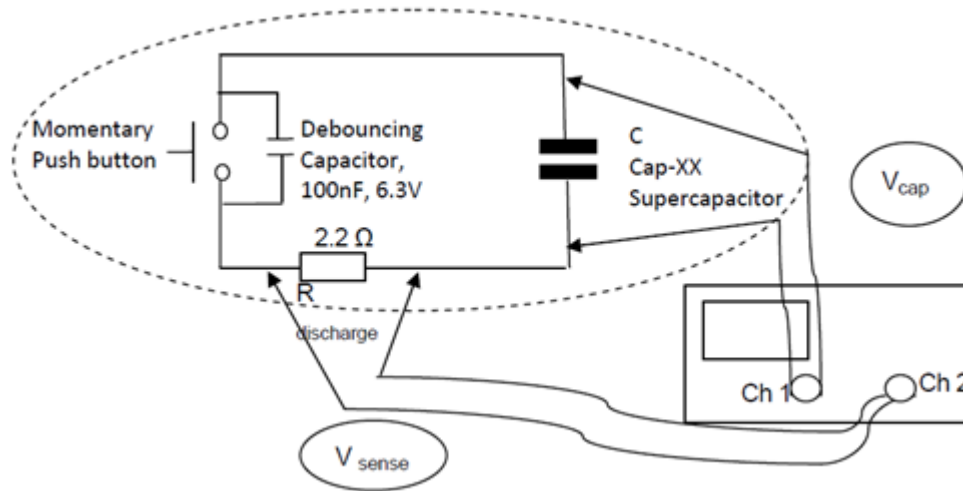 Momentary
Push button
Debouncing
Capacitor,
100nF, 6.3V
C
Cap-XX
Supercapacitor
Vcap
2.2 Ω
R
discharge
Ch 1
Ch 2
V sense